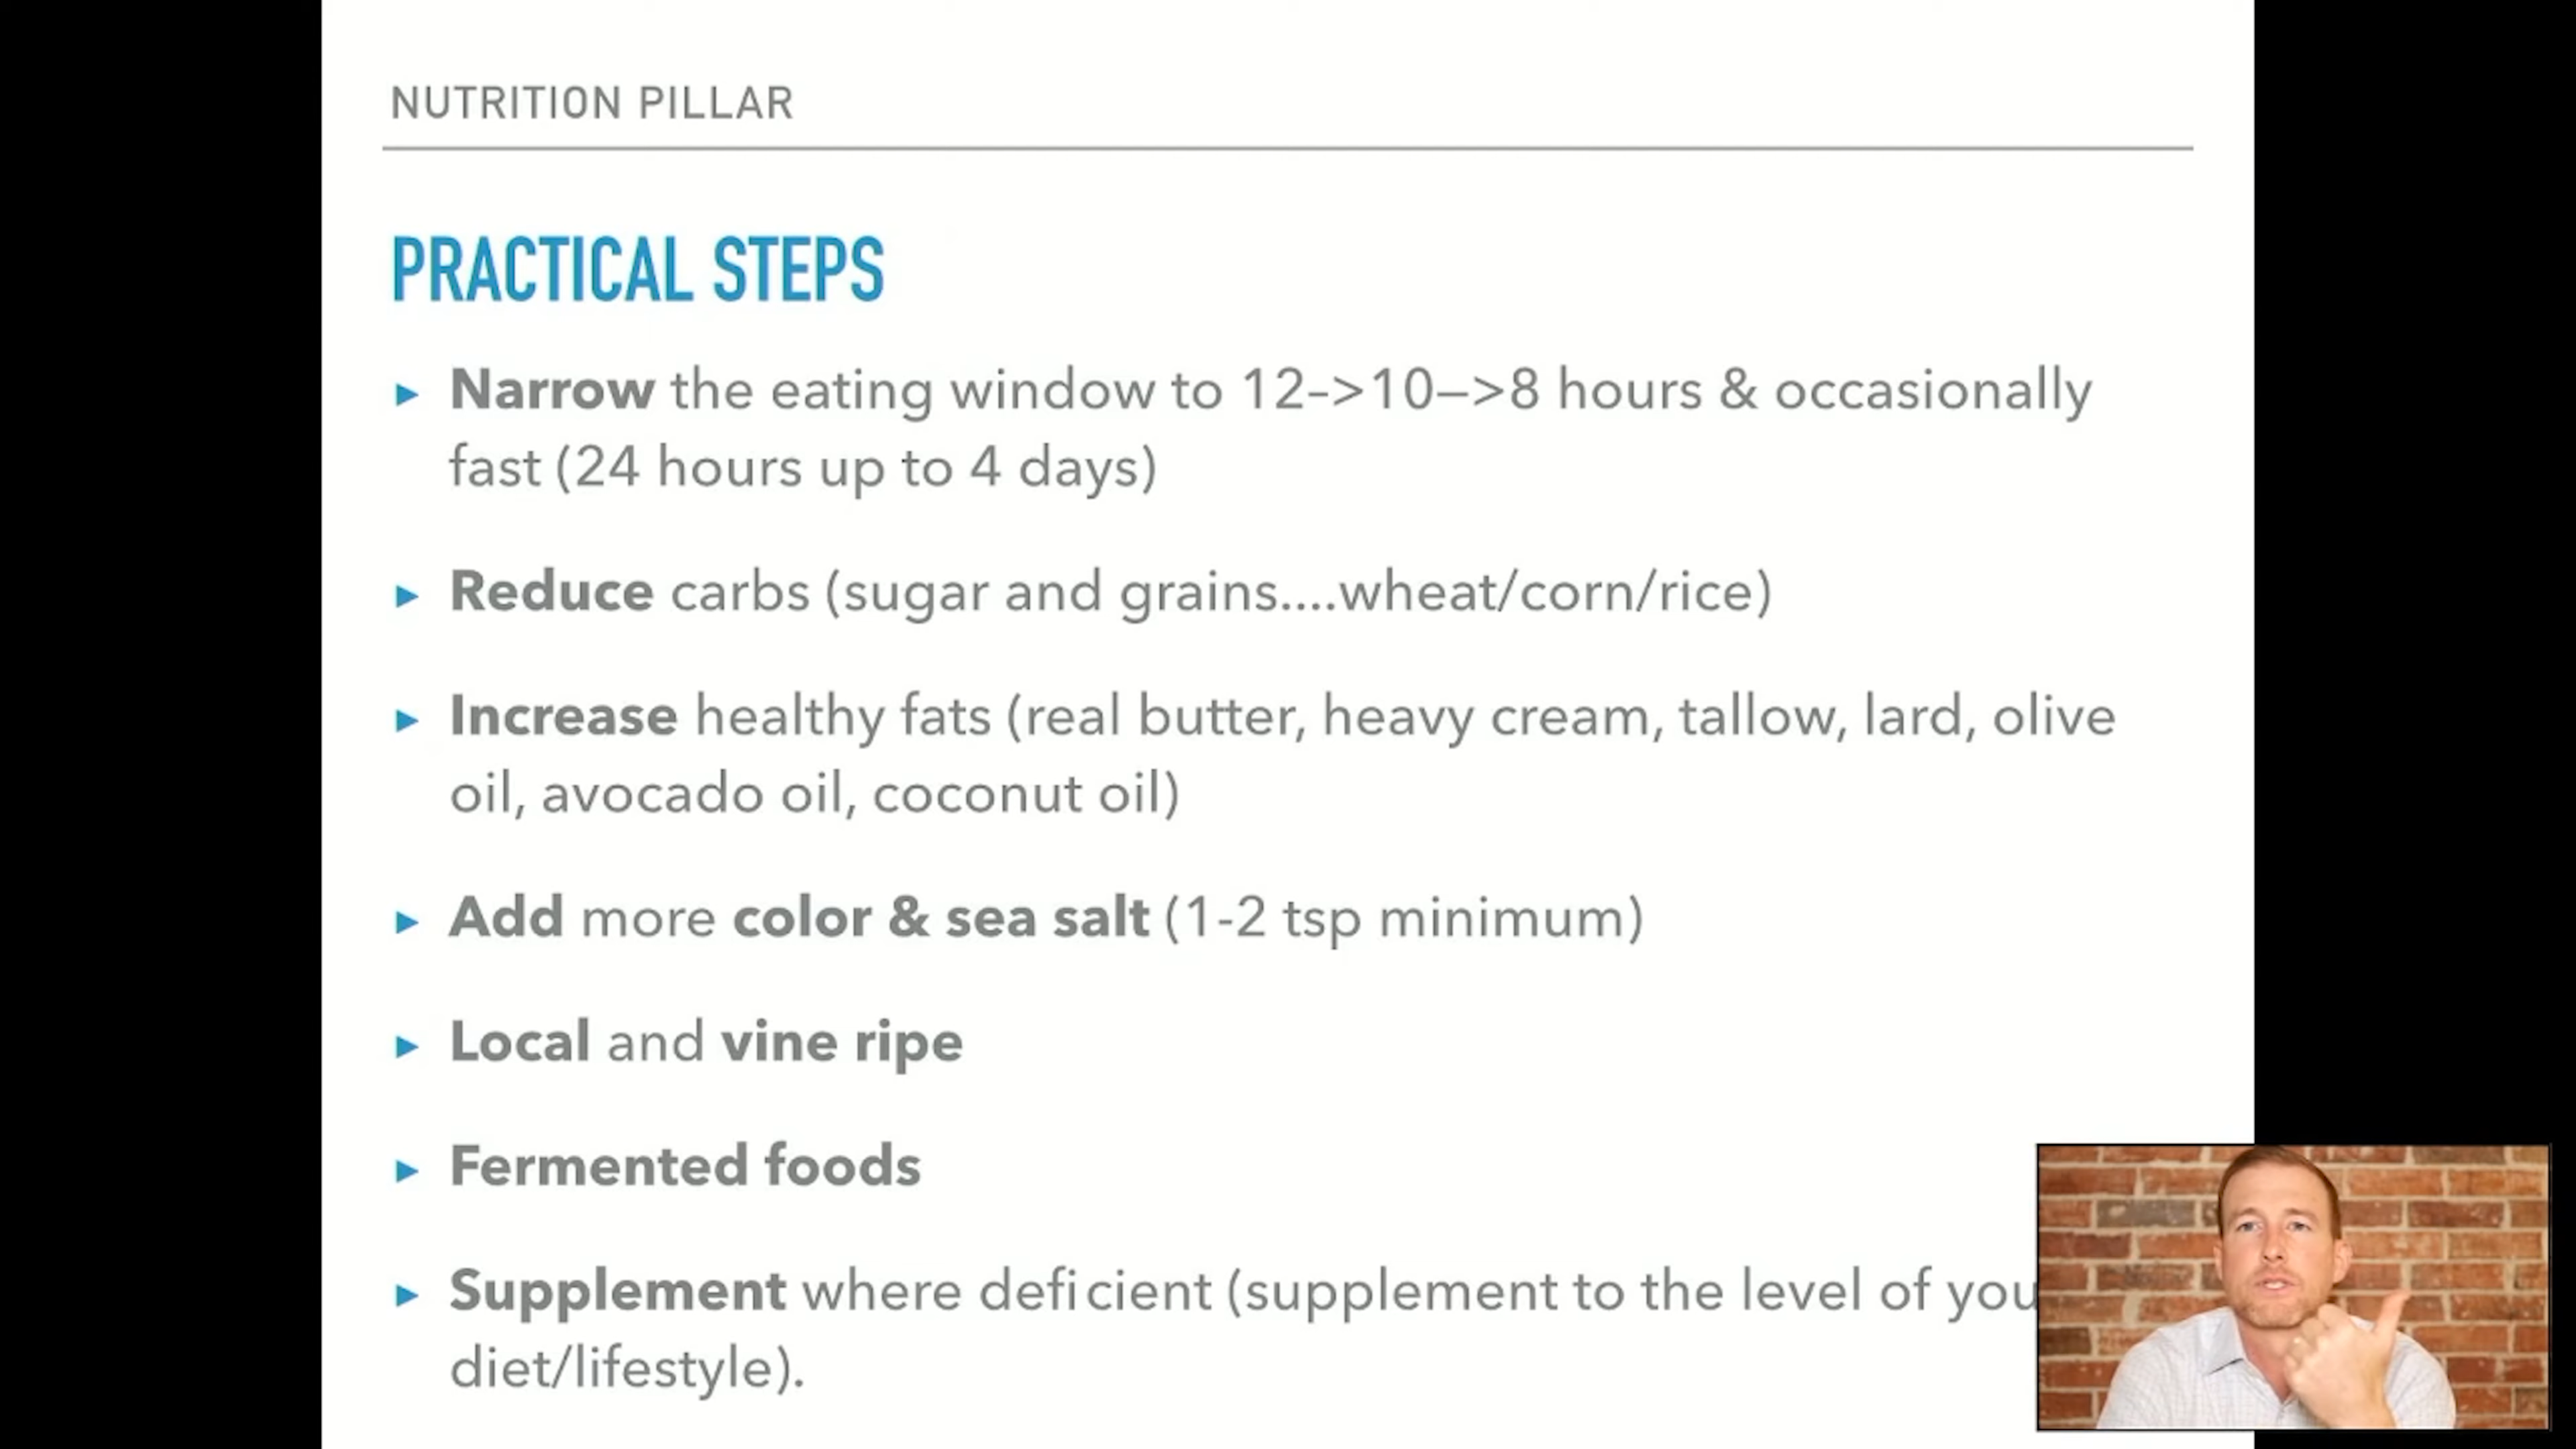 NUTRITION PILLAR
PRACTICAL STEPS
▸ Narrow the eating window to 12–>10—>8 hours & occasionally
fast (24 hours up to 4 days)
▸ Reduce carbs (sugar and grains....wheat/corn/rice)
▸ Increase healthy fats (real butter, heavy cream, tallow, lard, olive
oil, avocado oil, coconut oil)
▸ Add more color & sea salt (1-2 tsp minimum)
▸ Local and vine ripe
▸ Fermented foods
▸ Supplement where deficient (supplement to the level of you
diet/lifestyle).